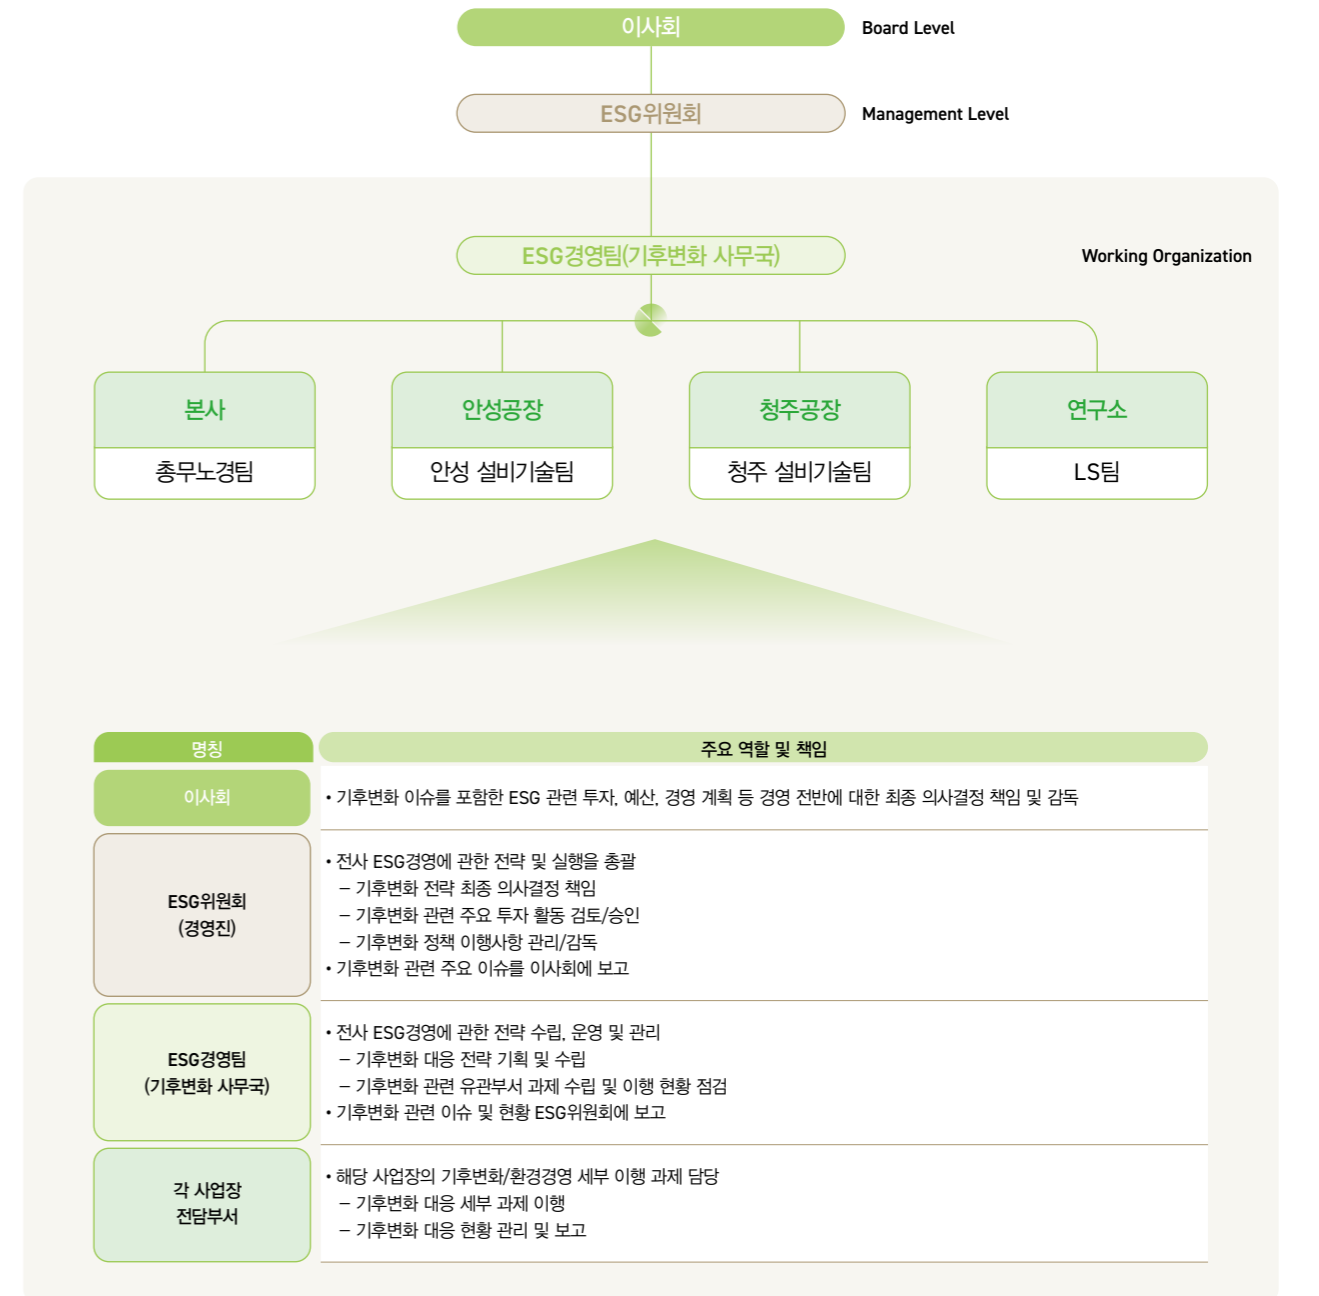 이사회
Board Level
ESG위원회
Management Level
ESG경영팀(기후변화 사무국)
Working Organization
본사
안성공장
청주공장
연구소
총무노경팀
안성 설비기술팀
청주 설비기술팀
LS팀
명칭
주요 역할 및 책임
이사회
• 기후변화 이슈를 포함한 ESG 관련 투자, 예산, 경영 계획 등 경영 전반에 대한 최종 의사결정 책임 및 감독
ESG위원회
(경영진)
• 전사 ESG경영에 관한 전략 및 실행을 총괄
– 기후변화 전략 최종 의사결정 책임
– 기후변화 관련 주요 투자 활동 검토/승인
– 기후변화 정책 이행사항 관리/감독
• 기후변화 관련 주요 이슈를 이사회에 보고
ESG경영팀
(기후변화 사무국)
• 전사 ESG경영에 관한 전략 수립, 운영 및 관리
– 기후변화 대응 전략 기획 및 수립
– 기후변화 관련 유관부서 과제 수립 및 이행 현황 점검
• 기후변화 관련 이슈 및 현황 ESG위원회에 보고
각 사업장
전담부서
• 해당 사업장의 기후변화/환경경영 세부 이행 과제 담당
– 기후변화 대응 세부 과제 이행
– 기후변화 대응 현황 관리 및 보고